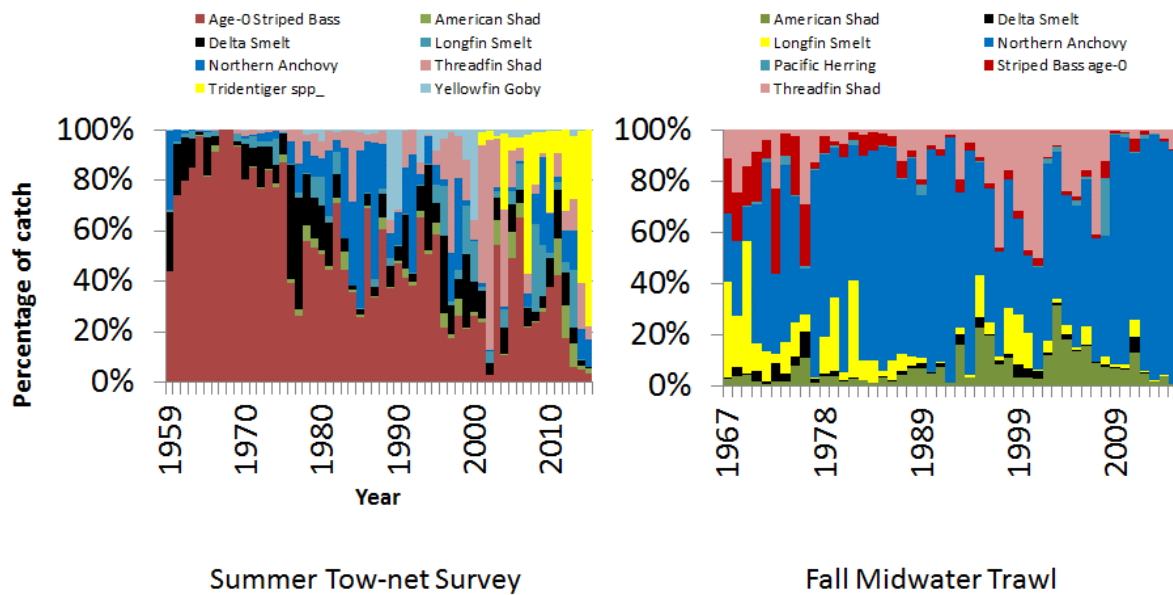 Age-0 Striped Bass American Shad
Delta Smelt Longfin Smelt
Northern Anchovy Threadfin Shad
Tridentiger spp_ Yellowfin Goby
American Shad Delta Smelt
Longfin Smelt Northern Anchovy
Pacific Herring Striped Bass age-0
Threadfin Shad
Percentage of catch
100%
80%
60%
40%
20%
0%
1959 1970 1980 1990 2000 2010
Year
100%
80%
60%
40%
20%
0%
1967 1978 1989 1999 2009
Summer Tow-net Survey
Fall Midwater Trawl